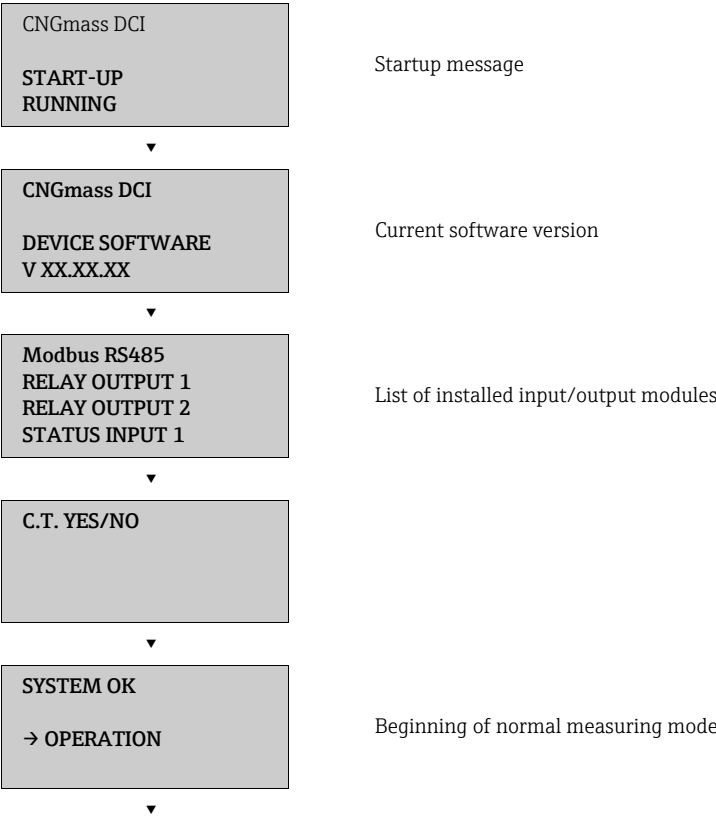 CNGmass DCI
START-UP
RUNNING
Startup message
▼
CNGmass DCI
DEVICE SOFTWARE
V XX.XX.XX
Current software version
▼
Modbus RS485
RELAY OUTPUT 1
RELAY OUTPUT 2
STATUS INPUT 1
List of installed input/output modules
▼
C.T. YES/NO
▼
SYSTEM OK
→ OPERATION
Beginning of normal measuring mode
▼